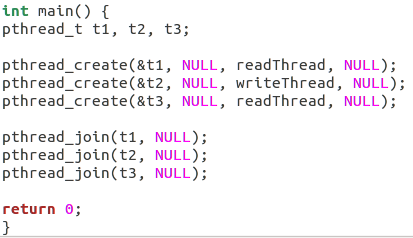 int main() {
pthread_t t1, t2, t3;
pthread_create(&t1, NULL, readThread, NULL);
pthread_create(&t2, NULL, writeThread, NULL);
pthread_create(&t3, NULL, readThread, NULL);
pthread_join(t1, NULL);
pthread_join(t2, NULL);
pthread_join(t3, NULL);
return 0;
}